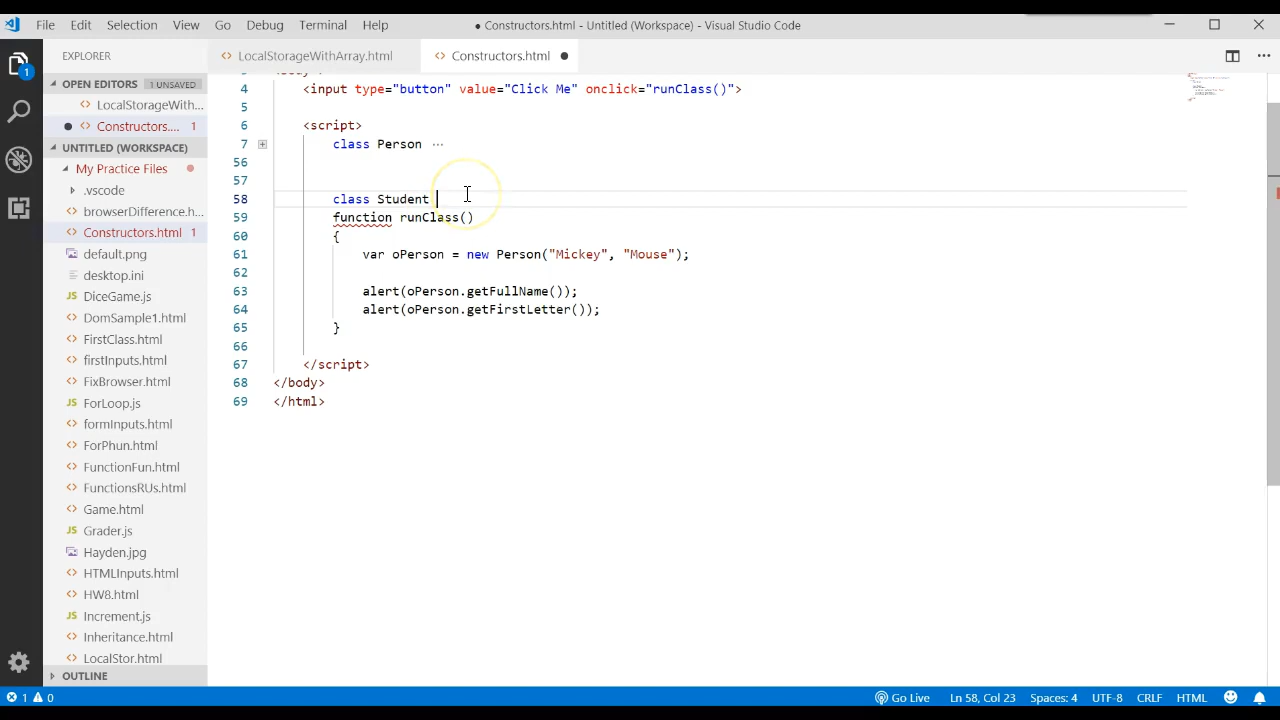 File Edit Selection View Go Debug Terminal Help
● Constructors.html - Untitled (Workspace) - Visual Studio Code
EXPLORER
LocalStorageWithArray.html
Constructors.html ●
OPEN EDITORS 1 UNSAVED
LocalStorageWith...
Constructors.... 1
UNTITLED (WORKSPACE)
My Practice Files
.vscode
browserDifference.h...
Constructors.html 1
default.png
desktop.ini
DiceGame.js
DomSample1.html
FirstClass.html
firstInputs.html
FixBrowser.html
ForLoop.js
formInputs.html
ForPhun.html
FunctionFun.html
FunctionsRUs.html
Game.html
Grader.js
Hayden.jpg
HTMLInputs.html
HW8.html
Increment.js
Inheritance.html
LocalStor.html
OUTLINE
4 <input type="button" value="Click Me" onclick="runClass()">
5
6 <script>
7 class Person ...
56
57
58 class Student
59 function runClass()
60 {
61 var oPerson = new Person("Mickey", "Mouse");
62
63 alert(oPerson.getFullName());
64 alert(oPerson.getFirstLetter());
65 }
66
67 </script>
68 </body>
69 </html>
1 0
Go Live Ln 58, Col 23 Spaces: 4 UTF-8 CRLF HTML